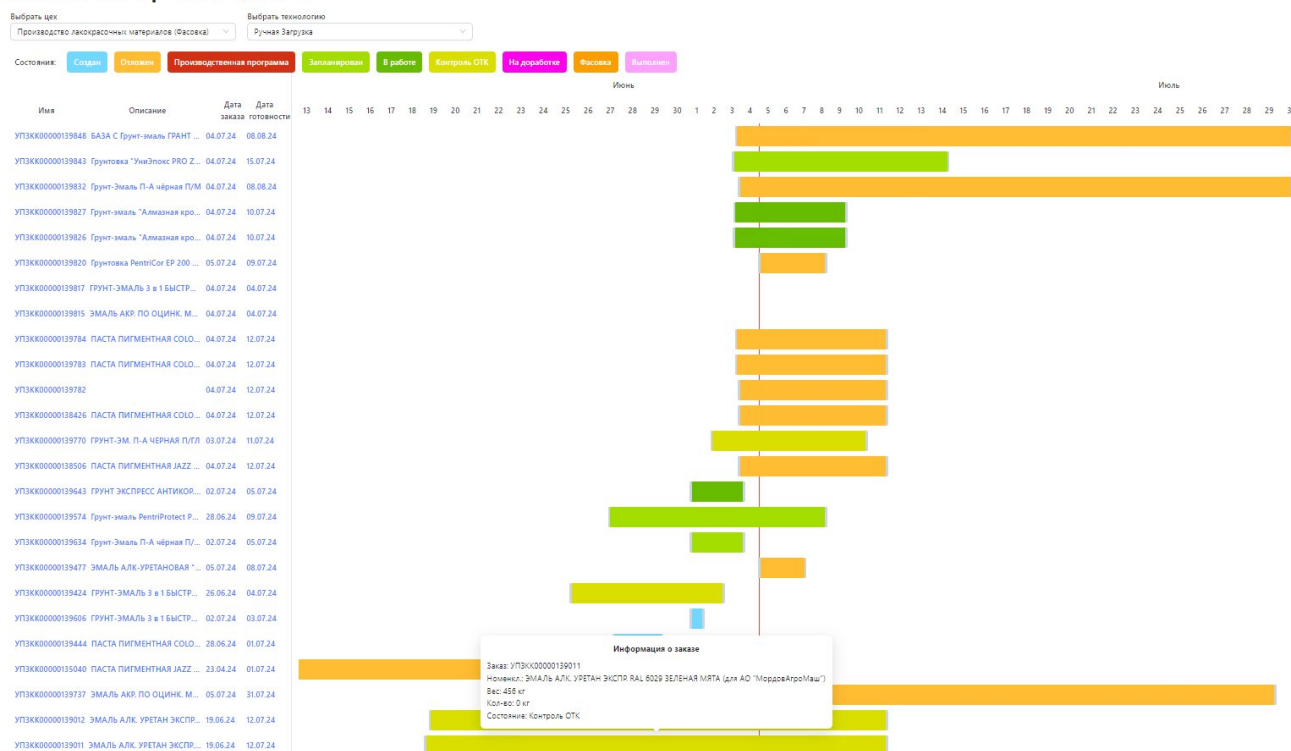 Выбрать цех Выбрать технологию
Производство лакокрасочных материалов (Фасовка) Ручная Загрузка
Состояния: Создан Отложен Производственная программа Запланирован В работе Контроль ОТК На доработке Фасовка Выполнен
Июнь Июль
Имя Описание Дата заказа Дата готовности 13 14 15 16 17 18 19 20 21 22 23 24 25 26 27 28 29 30 1 2 3 4 5 6 7 8 9 10 11 12 13 14 15 16 17 18 19 20 21 22 23 24 25 26 27 28 29 3
УПЗКК00000139848 БАЗА С Грунт-эмаль ГРАНТ ... 04.07.24 08.08.24
УПЗКК00000139843 Грунтовка "УниЭпокс PRO Z... 04.07.24 15.07.24
УПЗКК00000139832 Грунт-Эмаль П-А чёрная П/М 04.07.24 08.08.24
УПЗКК00000139827 Грунт-эмаль "Алмазная кро... 04.07.24 10.07.24
УПЗКК00000139826 Грунт-эмаль "Алмазная кро... 04.07.24 10.07.24
УПЗКК00000139820 Грунтовка PentriCor EP 200 ... 05.07.24 09.07.24
УПЗКК00000139817 ГРУНТ-ЭМАЛЬ 3 в 1 БЫСТР... 04.07.24 04.07.24
УПЗКК00000139815 ЭМАЛЬ АКР. ПО ОЦИНК. М... 04.07.24 04.07.24
УПЗКК00000139784 ПАСТА ПИГМЕНТНАЯ COLO... 04.07.24 12.07.24
УПЗКК00000139783 ПАСТА ПИГМЕНТНАЯ COLO... 04.07.24 12.07.24
УПЗКК00000139782 04.07.24 12.07.24
УПЗКК00000138426 ПАСТА ПИГМЕНТНАЯ COLO... 04.07.24 12.07.24
УПЗКК00000139770 ГРУНТ-ЭМ. П-А ЧЕРНАЯ П/ГЛ 03.07.24 11.07.24
УПЗКК00000138506 ПАСТА ПИГМЕНТНАЯ JAZZ ... 04.07.24 12.07.24
УПЗКК00000139643 ГРУНТ ЭКСПРЕСС АНТИКОР... 02.07.24 05.07.24
УПЗКК00000139574 Грунт-эмаль PentriProtect P... 28.06.24 09.07.24
УПЗКК00000139634 Грунт-Эмаль П-А чёрная П/... 02.07.24 05.07.24
УПЗКК00000139477 ЭМАЛЬ АЛК-УРЕТАНОВАЯ "... 05.07.24 08.07.24
УПЗКК00000139424 ГРУНТ-ЭМАЛЬ 3 в 1 БЫСТР... 26.06.24 04.07.24
УПЗКК00000139606 ГРУНТ-ЭМАЛЬ 3 в 1 БЫСТР... 02.07.24 03.07.24
УПЗКК00000139444 ПАСТА ПИГМЕНТНАЯ COLO... 28.06.24 01.07.24
УПЗКК00000135040 ПАСТА ПИГМЕНТНАЯ JAZZ ... 23.04.24 01.07.24
УПЗКК00000139737 ЭМАЛЬ АКР. ПО ОЦИНК. М... 05.07.24 31.07.24
УПЗКК00000139012 ЭМАЛЬ АЛК. УРЕТАН ЭКСПР... 19.06.24 12.07.24
УПЗКК00000139011 ЭМАЛЬ АЛК. УРЕТАН ЭКСПР... 19.06.24 12.07.24
Информация о заказе
Заказ: УПЗКК00000139011
Номенкл.: ЭМАЛЬ АЛК. УРЕТАН ЭКСПР. RAL 6029 ЗЕЛЕНАЯ МЯТА (для АО "МордовАгроМаш")
Вес: 456 кг
Кол-во: 0 кг
Состояние: Контроль ОТК